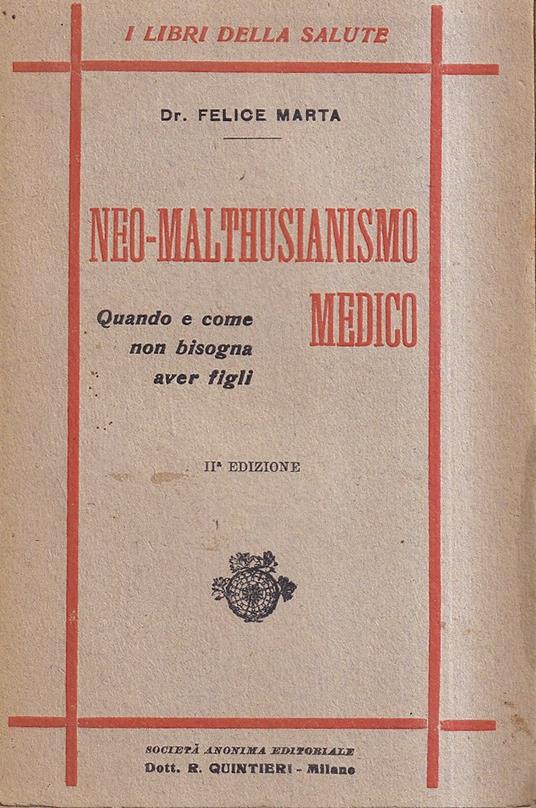 I LIBRI DELLA SALUTE
Dr. FELICE MARTA
NEO-MALTHUSIANISMO
MEDICO
Quando e come
non bisogna
aver figli
IIª EDIZIONE
SOCIETÀ ANONIMA EDITORIALE
Dott. R. QUINTIERI - Milano